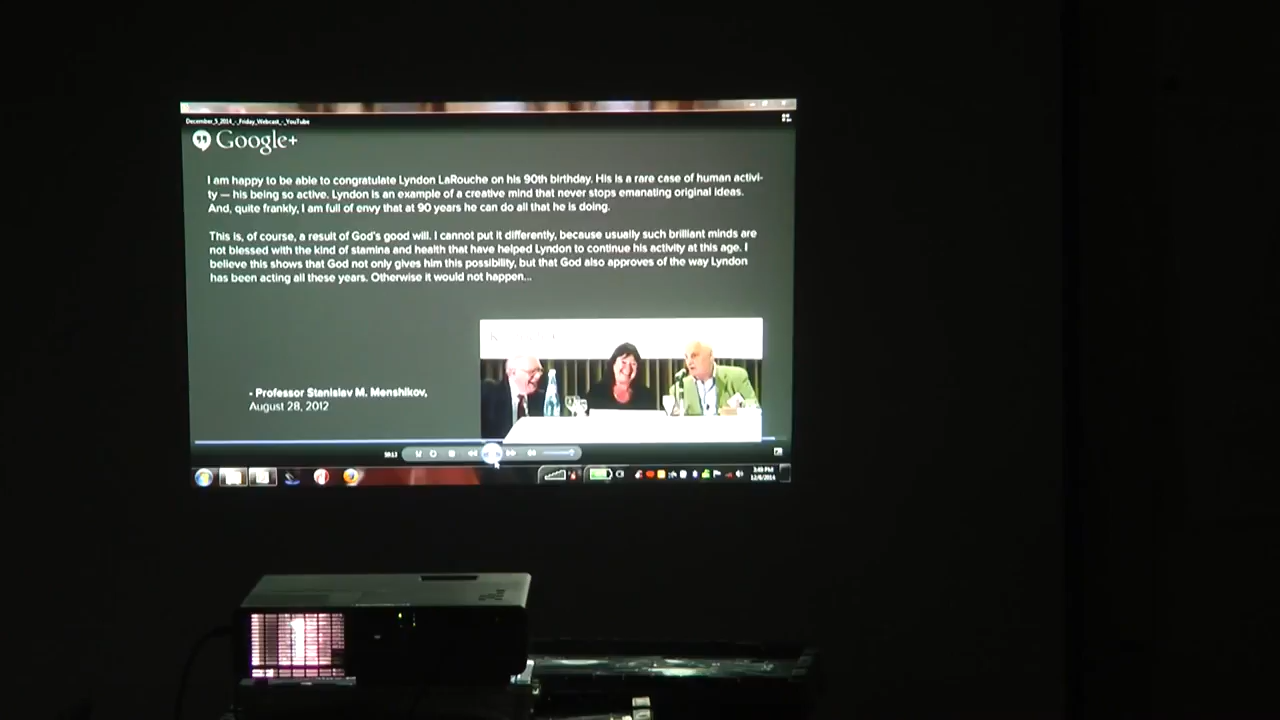 December_5_2014_-_Friday_Webcast_-_YouTube
Google+
I am happy to be able to congratulate Lyndon LaRouche on his 90th birthday. His is a rare case of human activi-
ty — his being so active. Lyndon is an example of a creative mind that never stops emanating original ideas.
And, quite frankly, I am full of envy that at 90 years he can do all that he is doing.
This is, of course, a result of God's good will. I cannot put it differently, because usually such brilliant minds are
not blessed with the kind of stamina and health that have helped Lyndon to continue his activity at this age. I
believe this shows that God not only gives him this possibility, but that God also approves of the way Lyndon
has been acting all these years. Otherwise it would not happen...
- Professor Stanislav M. Menshikov,
August 28, 2012
3:49 PM
12/6/2014